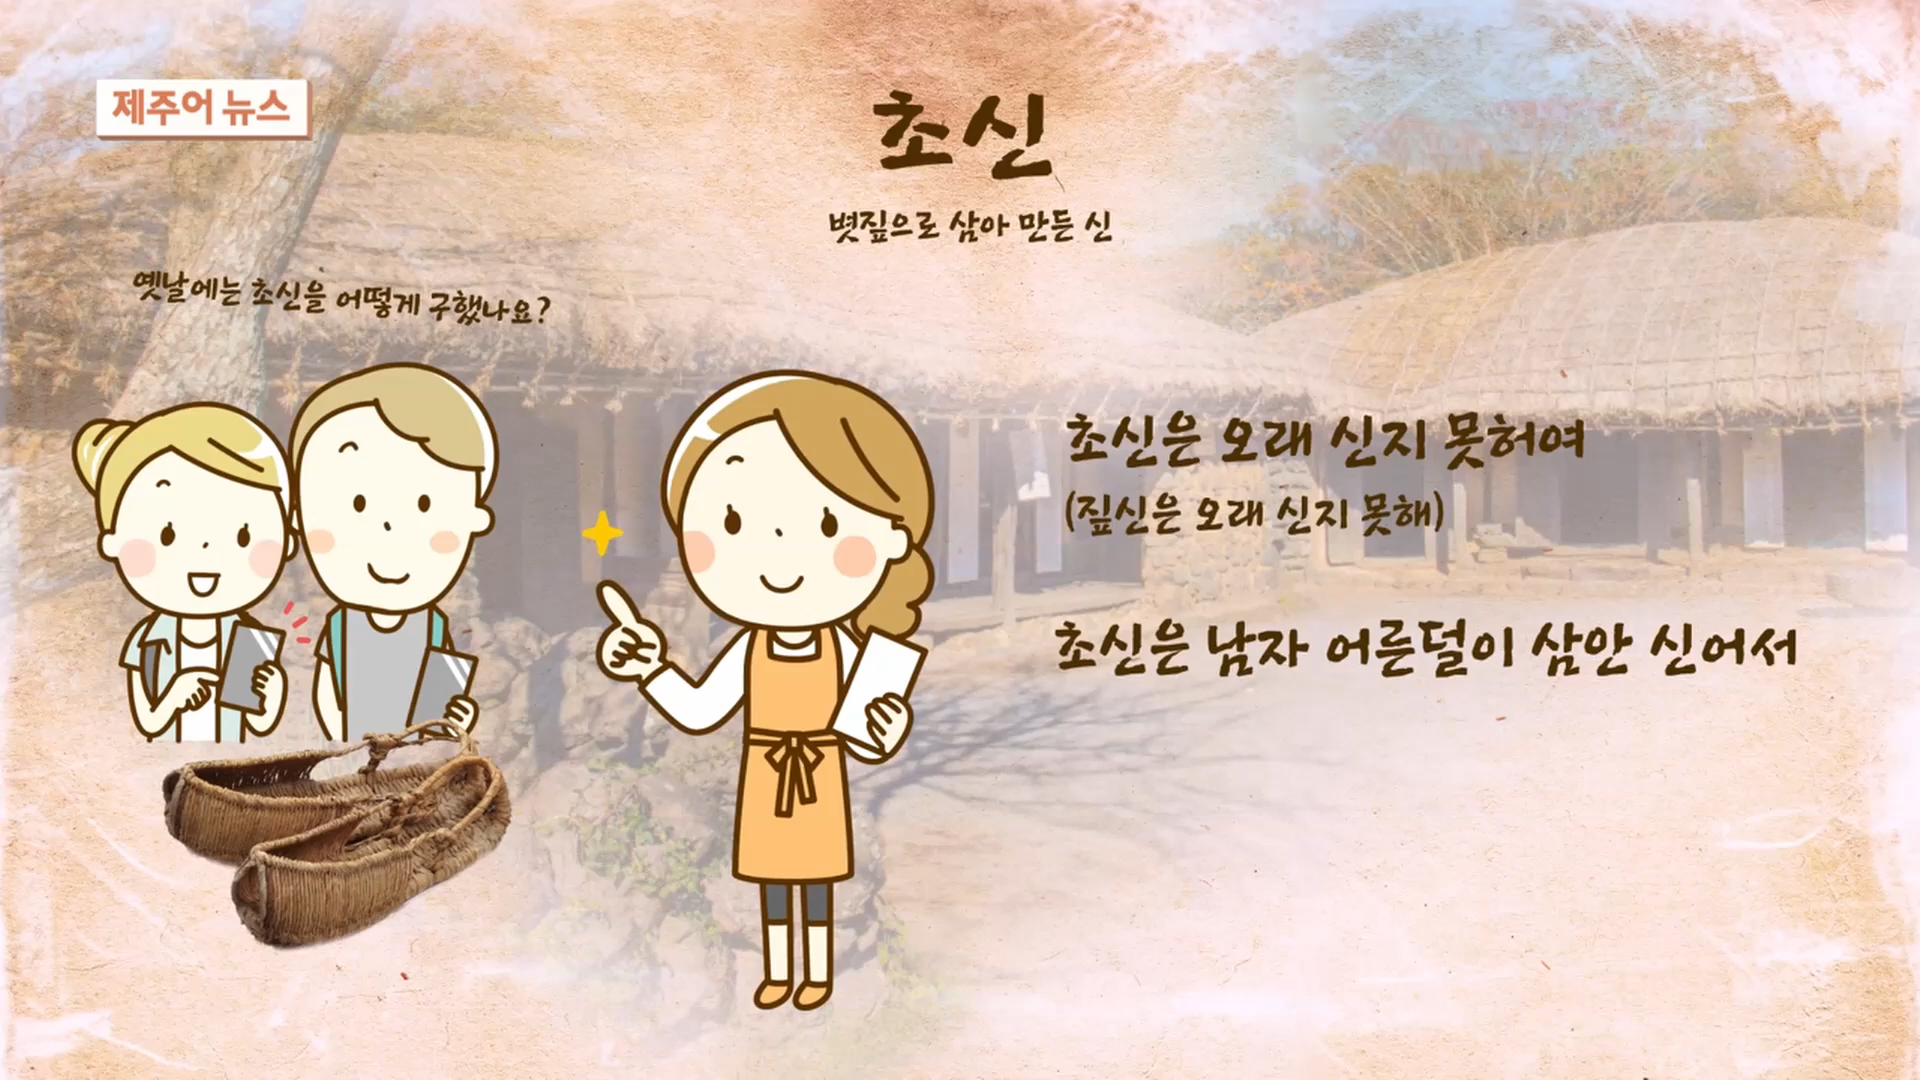 제주어 뉴스
초신
볏짚으로 삼아 만든 신
옛날에는 초신을 어떻게 구했나요?
초신은 오래 신지 못허여
(짚신은 오래 신지 못해)
초신은 남자 어른덜이 삼안 신어서